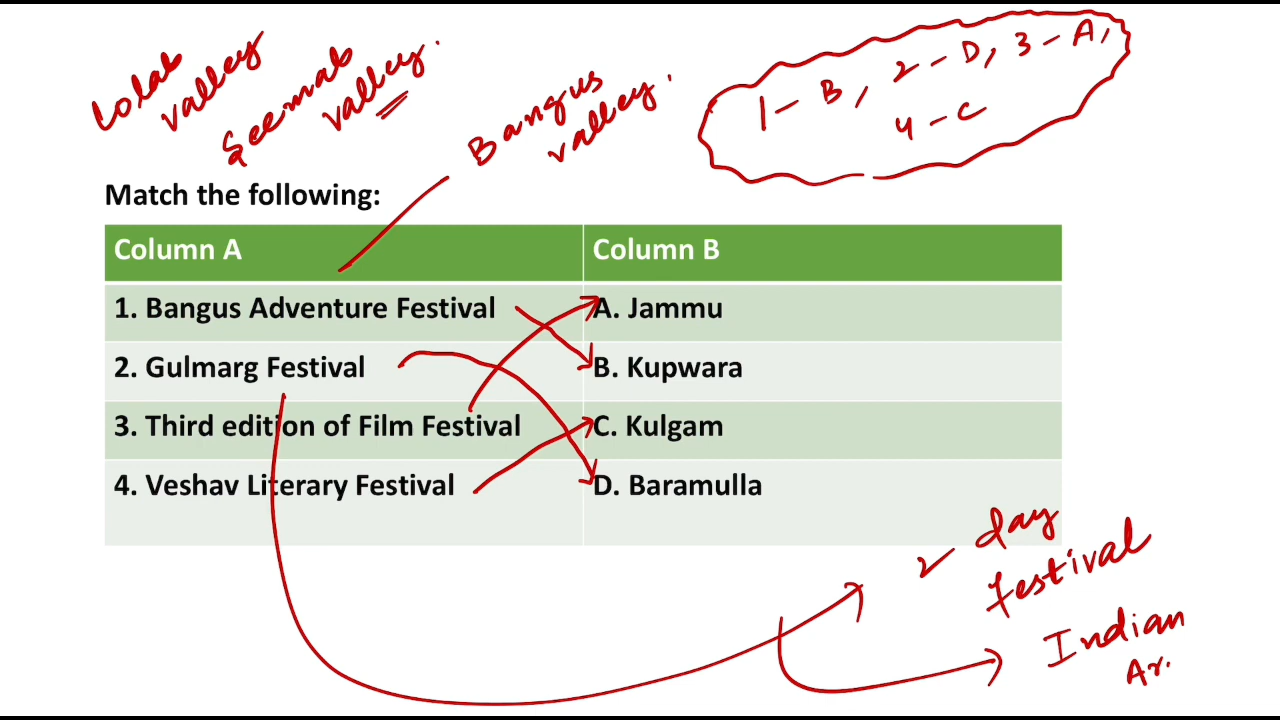 Lolab
valley
Seemab
valley.
Bangus
valley.
1 - B, 2 - D, 3 - A,
4 - C
Match the following:
Column A Column B
1. Bangus Adventure Festival A. Jammu
2. Gulmarg Festival B. Kupwara
3. Third edition of Film Festival C. Kulgam
4. Veshav Literary Festival D. Baramulla
2 day
Festival
Indian
Ar.